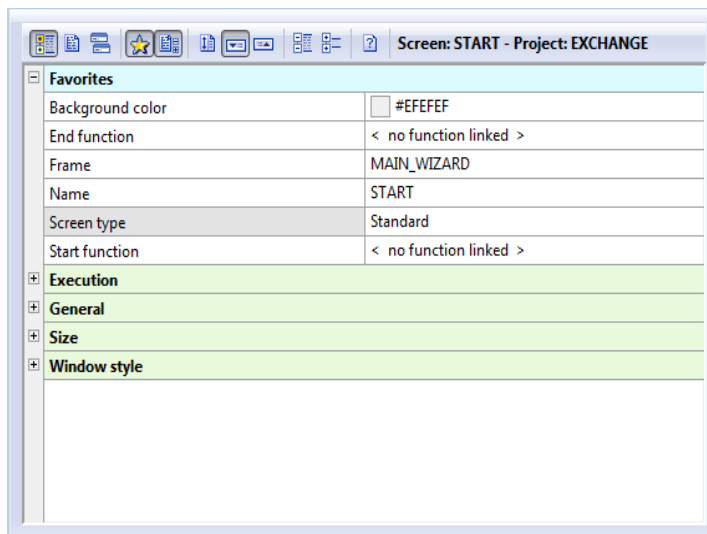 Screen: START - Project: EXCHANGE
Favorites
Background color #EFEFEF
End function < no function linked >
Frame MAIN_WIZARD
Name START
Screen type Standard
Start function < no function linked >
Execution
General
Size
Window style